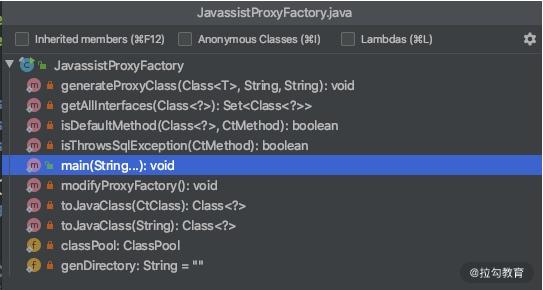 JavassistProxyFactory.java
Inherited members (⌘F12) Anonymous Classes (⌘I) Lambdas (⌘L)
JavassistProxyFactory
generateProxyClass(Class<T>, String, String): void
getAllInterfaces(Class<?>): Set<Class<?>>
isDefaultMethod(Class<?>, CtMethod): boolean
isThrowsSqlException(CtMethod): boolean
main(String...): void
modifyProxyFactory(): void
toJavaClass(CtClass): Class<?>
toJavaClass(String): Class<?>
classPool: ClassPool
genDirectory: String = ""
@拉勾教育